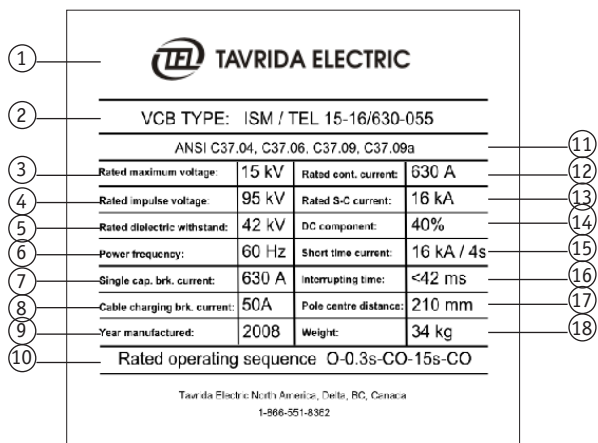 1 TEL TAVRIDA ELECTRIC
2 VCB TYPE: ISM / TEL 15-16/630-055
ANSI C37.04, C37.06, C37.09, C37.09a 11
3 Rated maximum voltage: 15 kV Rated cont. current: 630 A 12
4 Rated impulse voltage: 95 kV Rated S-C current: 16 kA 13
5 Rated dielectric withstand: 42 kV DC component: 40% 14
6 Power frequency: 60 Hz Short time current: 16 kA / 4s 15
7 Single cap. brk. current: 630 A Interrupting time: <42 ms 16
8 Cable charging brk. current: 50A Pole centre distance: 210 mm 17
9 Year manufactured: 2008 Weight: 34 kg 18
10 Rated operating sequence O-0.3s-CO-15s-CO
Tavrida Electric North America, Delta, BC, Canada
1-866-551-8362